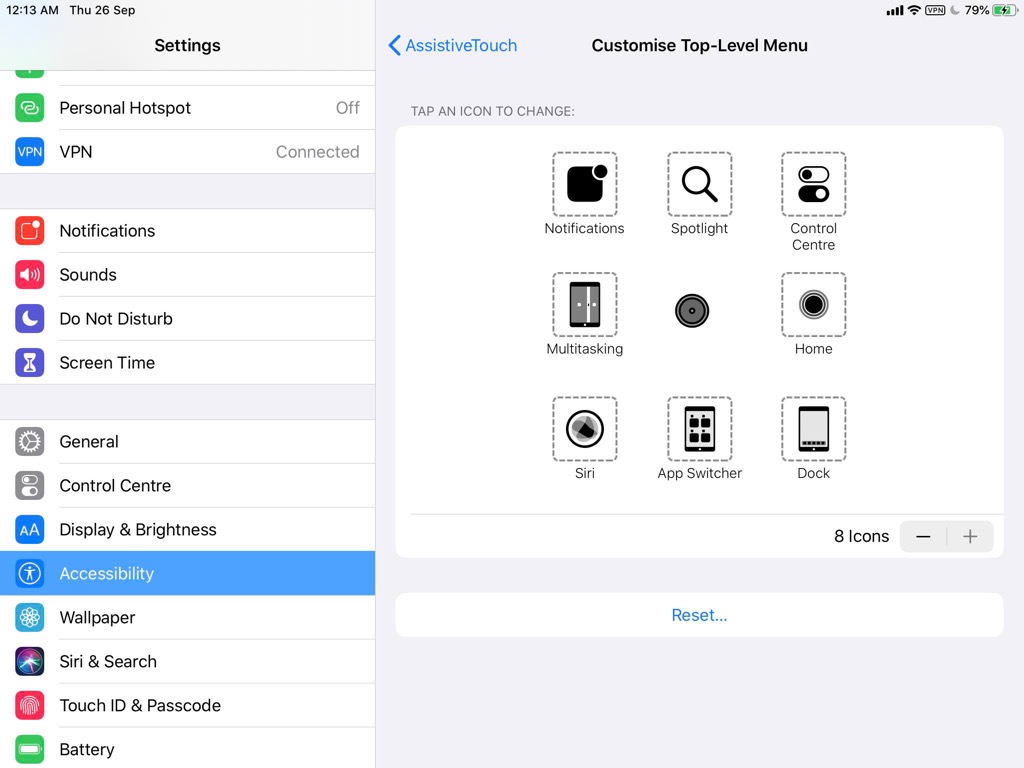 12:13 AM Thu 26 Sep
VPN 79%
Settings
AssistiveTouch
Customise Top-Level Menu
Personal Hotspot Off
VPN VPN Connected
Notifications
Sounds
Do Not Disturb
Screen Time
General
Control Centre
AA Display & Brightness
Accessibility
Wallpaper
Siri & Search
Touch ID & Passcode
Battery
TAP AN ICON TO CHANGE:
Notifications Spotlight Control
Centre
Multitasking Home
Siri App Switcher Dock
8 Icons − +
Reset...